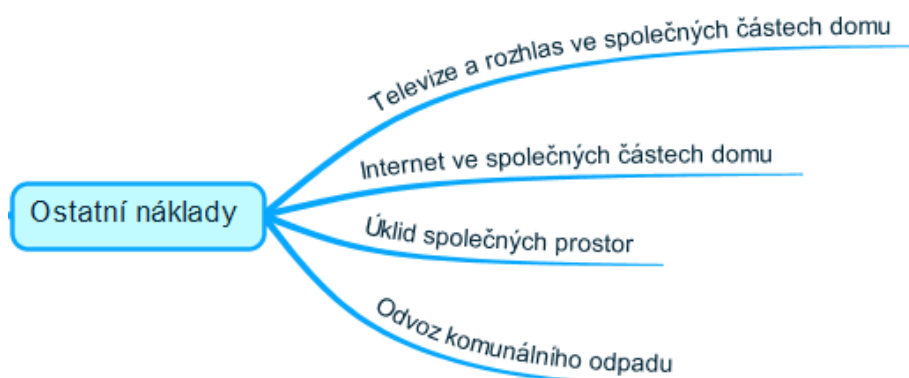 Televize a rozhlas ve společných částech domu
Internet ve společných částech domu
Ostatní náklady
Úklid společných prostor
Odvoz komunálního odpadu